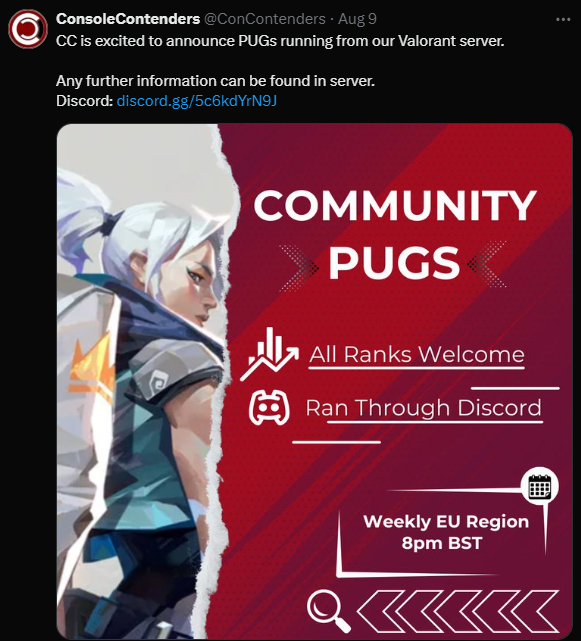 ConsoleContenders @ConContenders · Aug 9
CC is excited to announce PUGs running from our Valorant server.
Any further information can be found in server.
Discord: discord.gg/5c6kdYrN9J
COMMUNITY
PUGS
All Ranks Welcome
Ran Through Discord
Weekly EU Region
8pm BST